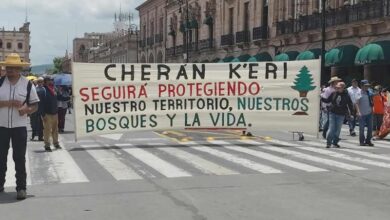 CHERÁN K'ERI
SEGUIRÁ PROTEGIENDO
NUESTRO TERRITORIO, NUESTROS
BOSQUES Y LA VIDA.